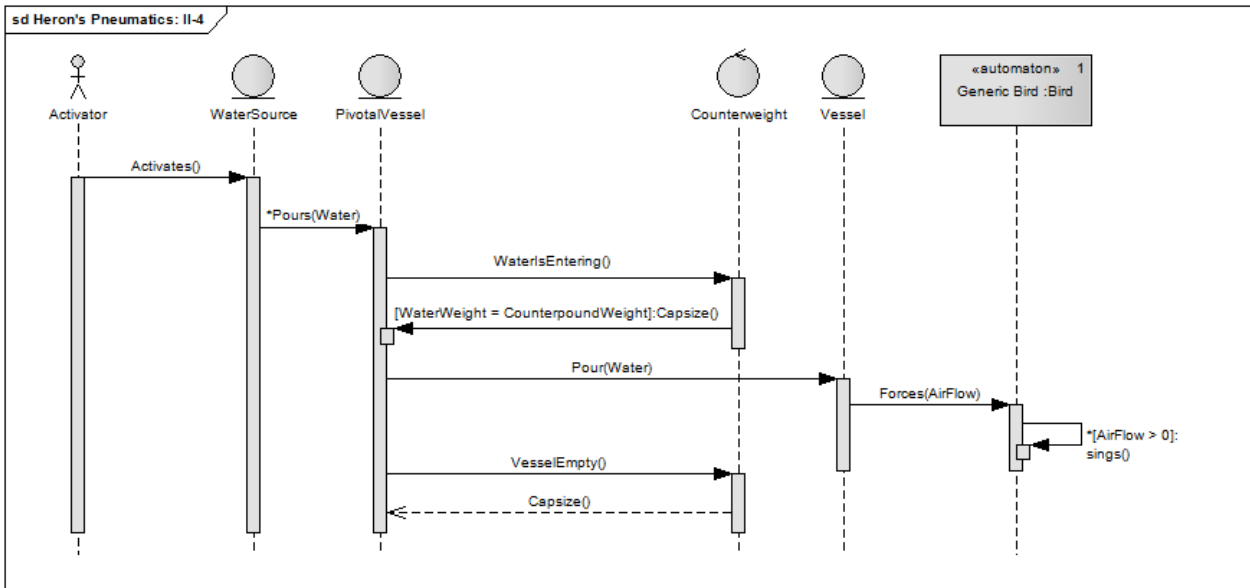 sd Heron's Pneumatics: II-4
«automaton» 1
Generic Bird :Bird
Activator
WaterSource
PivotalVessel
Counterweight
Vessel
Activates()
*Pours(Water)
WaterIsEntering()
[WaterWeight = CounterpoundWeight]:Capsize()
Pour(Water)
Forces(AirFlow)
*[AirFlow > 0]:
sings()
VesselEmpty()
Capsize()